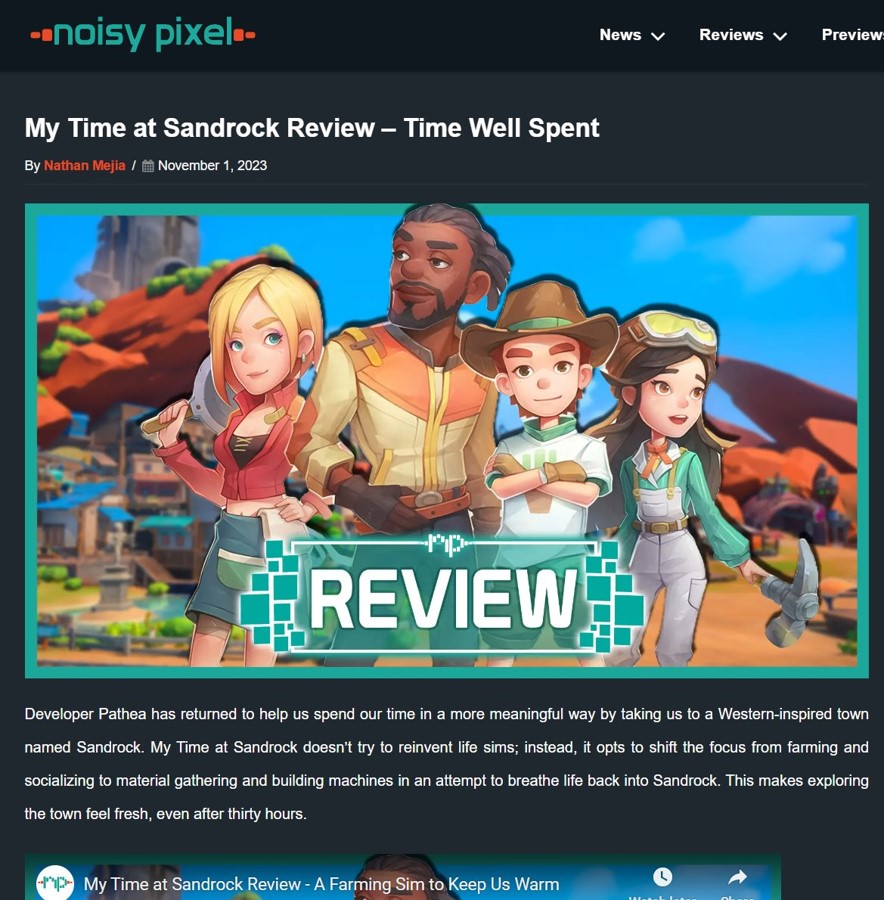 noisy pixel
News
Reviews
Previews
My Time at Sandrock Review – Time Well Spent
By Nathan Mejia / November 1, 2023
np
REVIEW
Developer Pathea has returned to help us spend our time in a more meaningful way by taking us to a Western-inspired town
named Sandrock. My Time at Sandrock doesn’t try to reinvent life sims; instead, it opts to shift the focus from farming and
socializing to material gathering and building machines in an attempt to breathe life back into Sandrock. This makes exploring
the town feel fresh, even after thirty hours.
np
My Time at Sandrock Review - A Farming Sim to Keep Us Warm
Watch later
Share